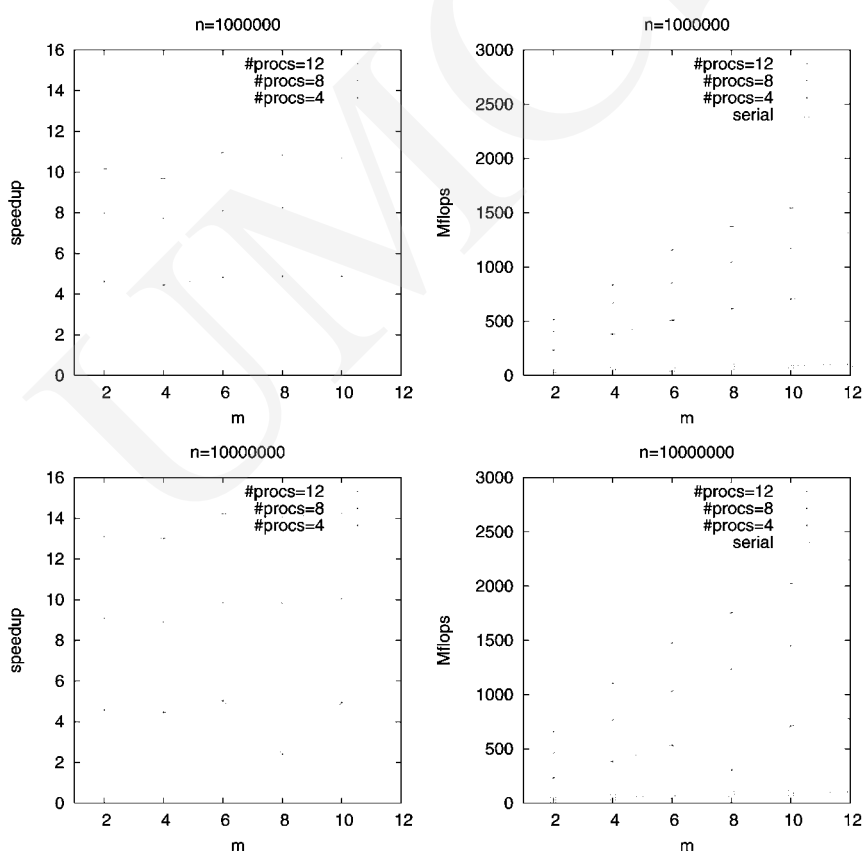 n=1000000
16
14
12
10
8
6
4
2
0
speedup
#procs=12
#procs=8
#procs=4
2 4 6 8 10 12
m
n=1000000
3000
2500
2000
1500
1000
500
0
Mflops
#procs=12
#procs=8
#procs=4
serial
2 4 6 8 10 12
m
n=10000000
16
14
12
10
8
6
4
2
0
speedup
#procs=12
#procs=8
#procs=4
2 4 6 8 10 12
m
n=10000000
3000
2500
2000
1500
1000
500
0
Mflops
#procs=12
#procs=8
#procs=4
serial
2 4 6 8 10 12
m
UMC